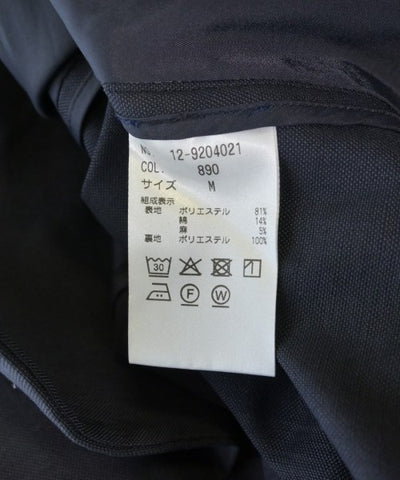 No 12-9204021
COL. 890
サイズ M
組成表示
表地 ポリエステル 81%
綿 14%
麻 5%
裏地 ポリエステル 100%
30
F W